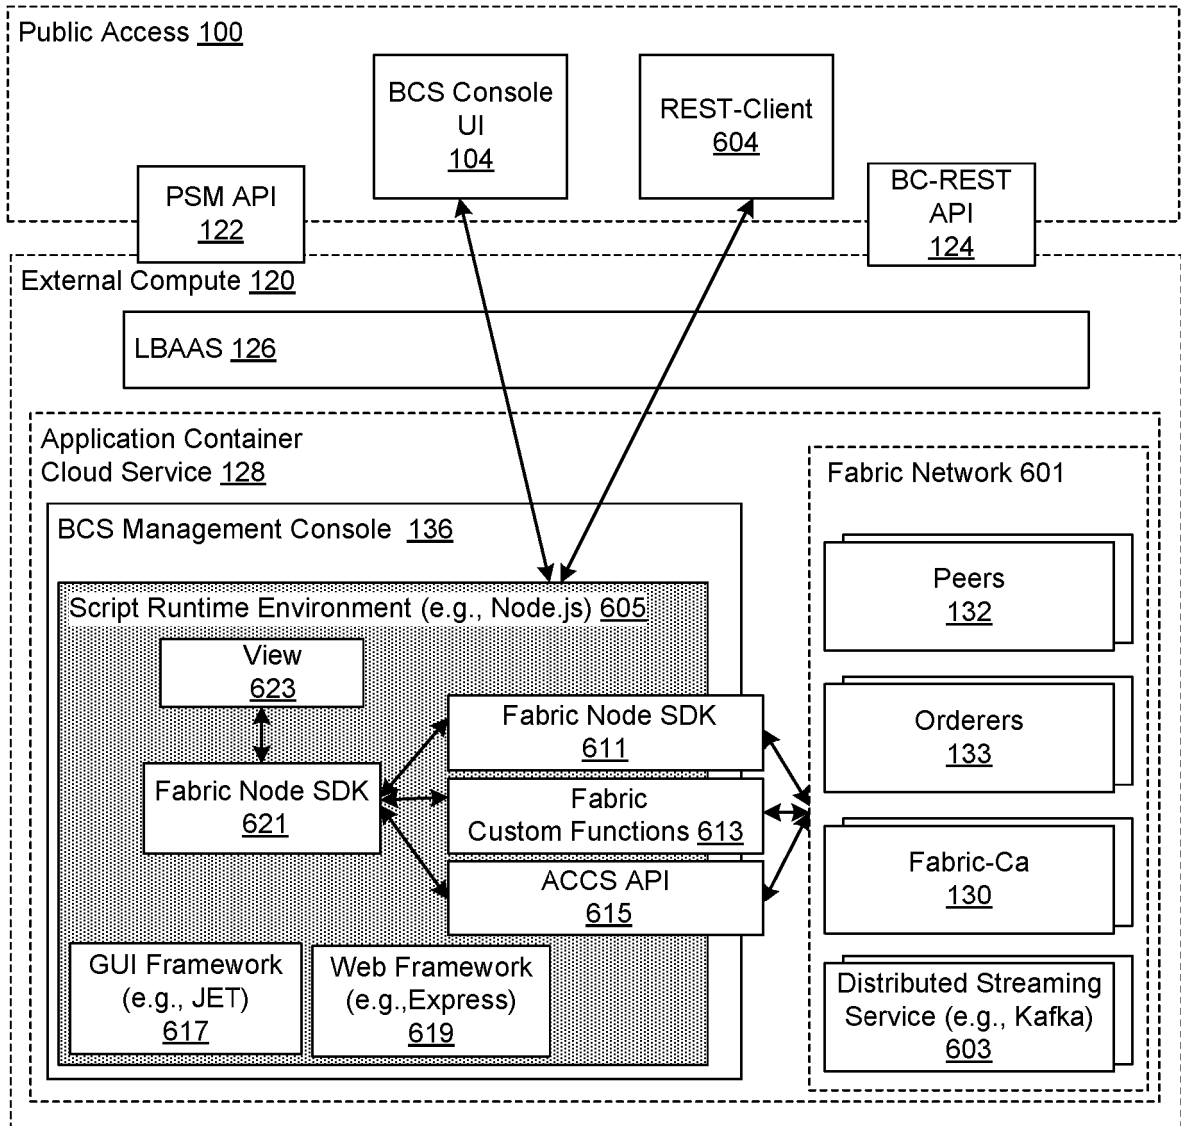 Public Access 100
BCS Console
UI
104
REST-Client
604
PSM API
122
BC-REST
API
124
External Compute 120
LBAAS 126
Application Container
Cloud Service 128
Fabric Network 601
BCS Management Console 136
Peers
132
Script Runtime Environment (e.g., Node.js) 605
View
623
Fabric Node SDK
611
Orderers
133
Fabric Node SDK
621
Fabric
Custom Functions 613
ACCS API
615
Fabric-Ca
130
GUI Framework
(e.g., JET)
617
Web Framework
(e.g.,Express)
619
Distributed Streaming
Service (e.g., Kafka)
603